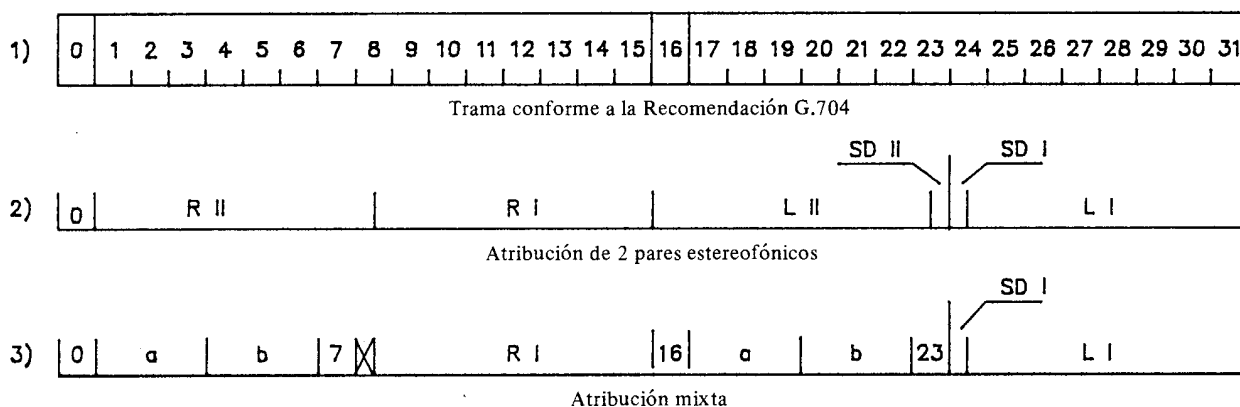 1) 0 1 2 3 4 5 6 7 8 9 10 11 12 13 14 15 16 17 18 19 20 21 22 23 24 25 26 27 28 29 30 31
Trama conforme a la Recomendación G.704
SD II SD I
2) 0 R II R I L II L I
Atribución de 2 pares estereofónicos
SD I
3) 0 a b 7 R I 16 a b 23 L I
Atribución mixta